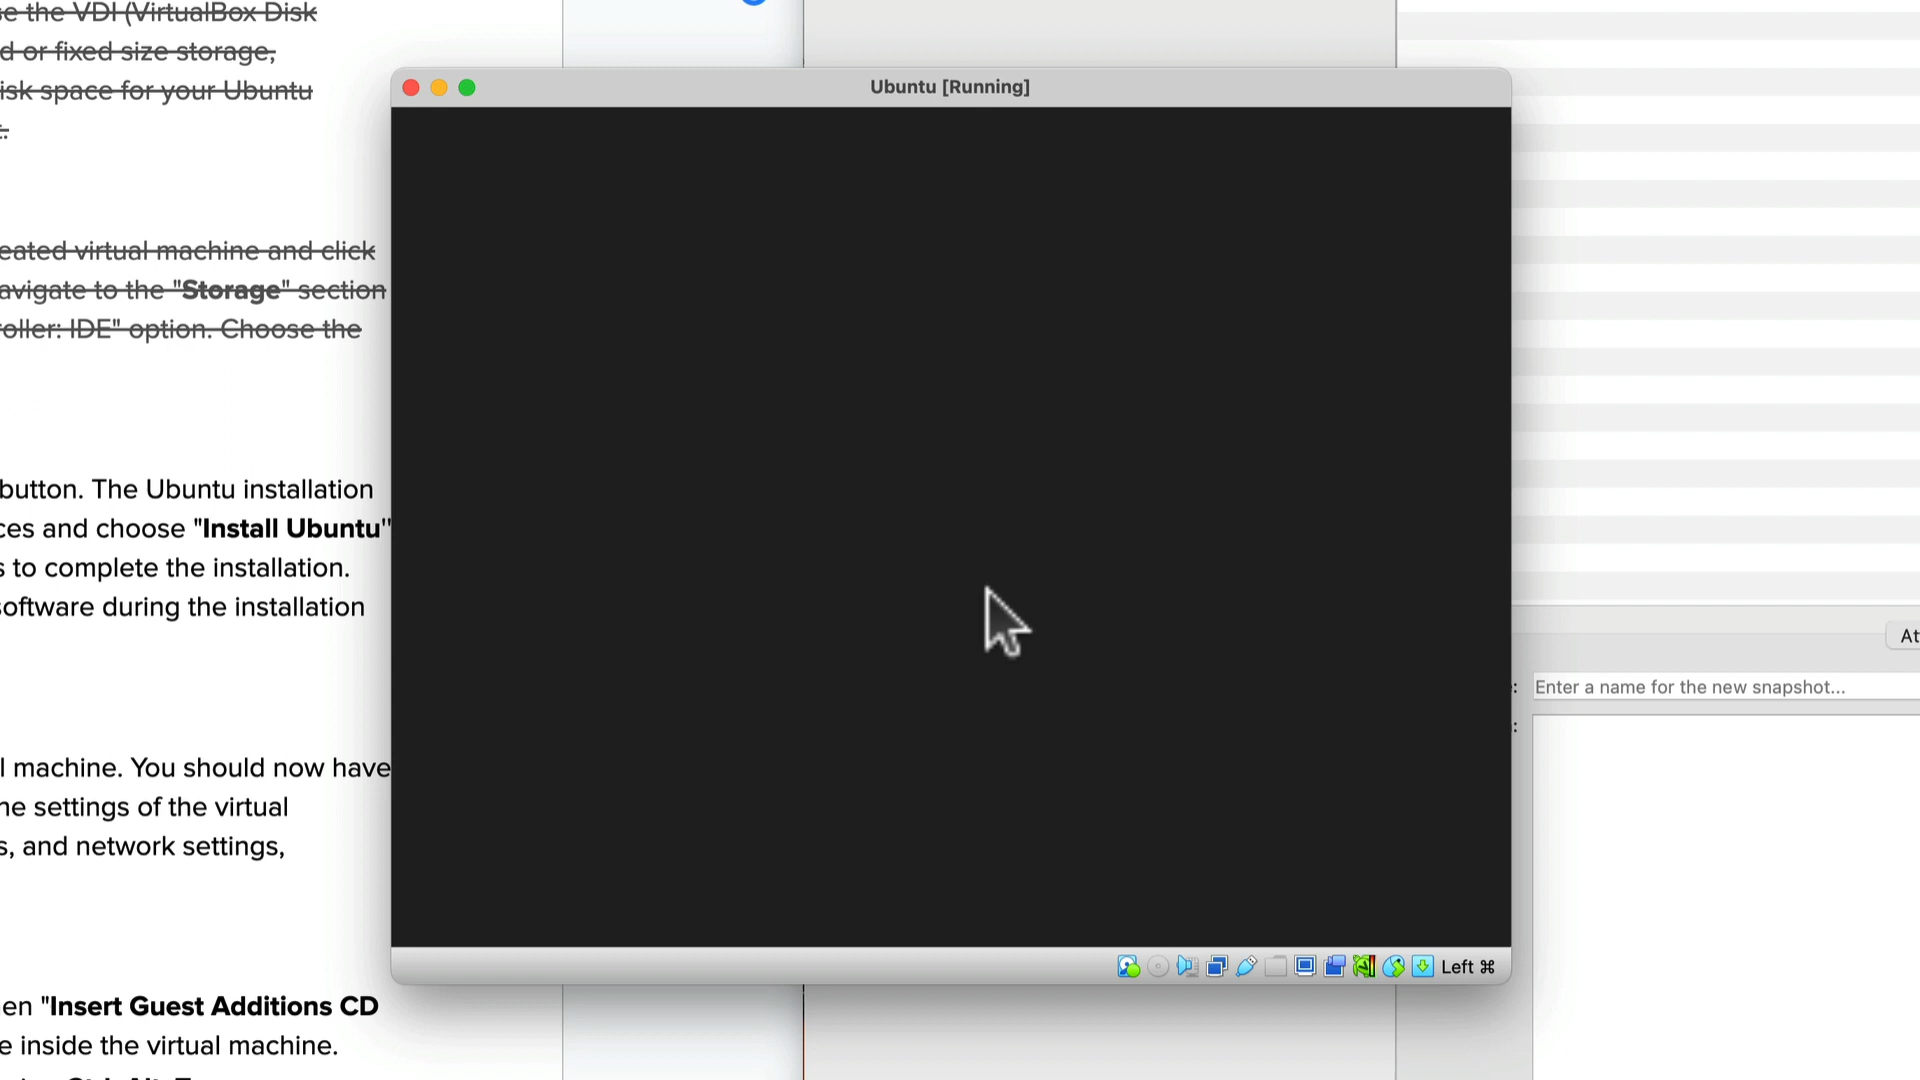 e the VDI (VirtualBox Disk
d or fixed size storage,
isk space for your Ubuntu
Ubuntu [Running]
eated virtual machine and click
avigate to the "Storage" section
oller: IDE" option. Choose the
button. The Ubuntu installation
ces and choose "Install Ubuntu"
s to complete the installation.
software during the installation
At
: Enter a name for the new snapshot...
:
l machine. You should now have
he settings of the virtual
s, and network settings,
Left ⌘
en "Insert Guest Additions CD
e inside the virtual machine.